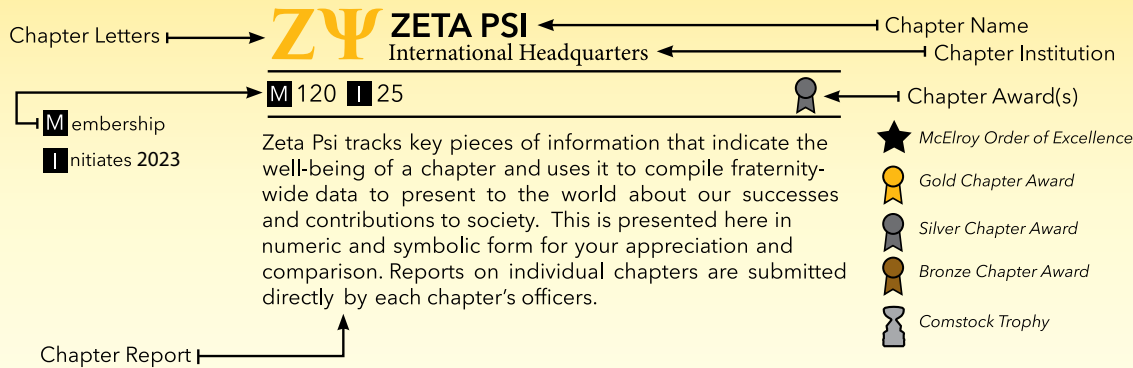 Chapter Letters
ΖΨ ZETA PSI
Chapter Name
International Headquarters
Chapter Institution
M 120 I 25
Chapter Award(s)
M embership
I nitiates 2023
Zeta Psi tracks key pieces of information that indicate the
well-being of a chapter and uses it to compile fraternity-
wide data to present to the world about our successes
and contributions to society. This is presented here in
numeric and symbolic form for your appreciation and
comparison. Reports on individual chapters are submitted
directly by each chapter's officers.
McElroy Order of Excellence
Gold Chapter Award
Silver Chapter Award
Bronze Chapter Award
Comstock Trophy
Chapter Report